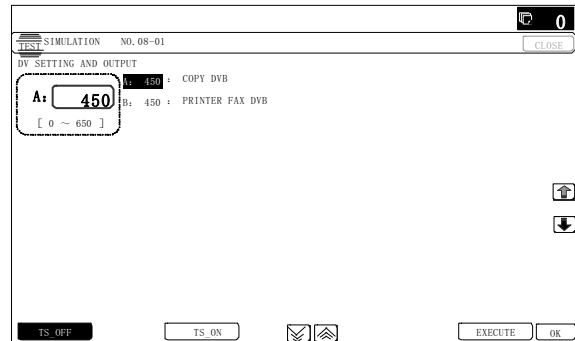 0
TEST SIMULATION NO.08-01
CLOSE
DV SETTING AND OUTPUT
A: 450
[ 0 ～ 650 ]
A: 450 : COPY DVB
B: 450 : PRINTER FAX DVB
TS_OFF TS_ON EXECUTE OK